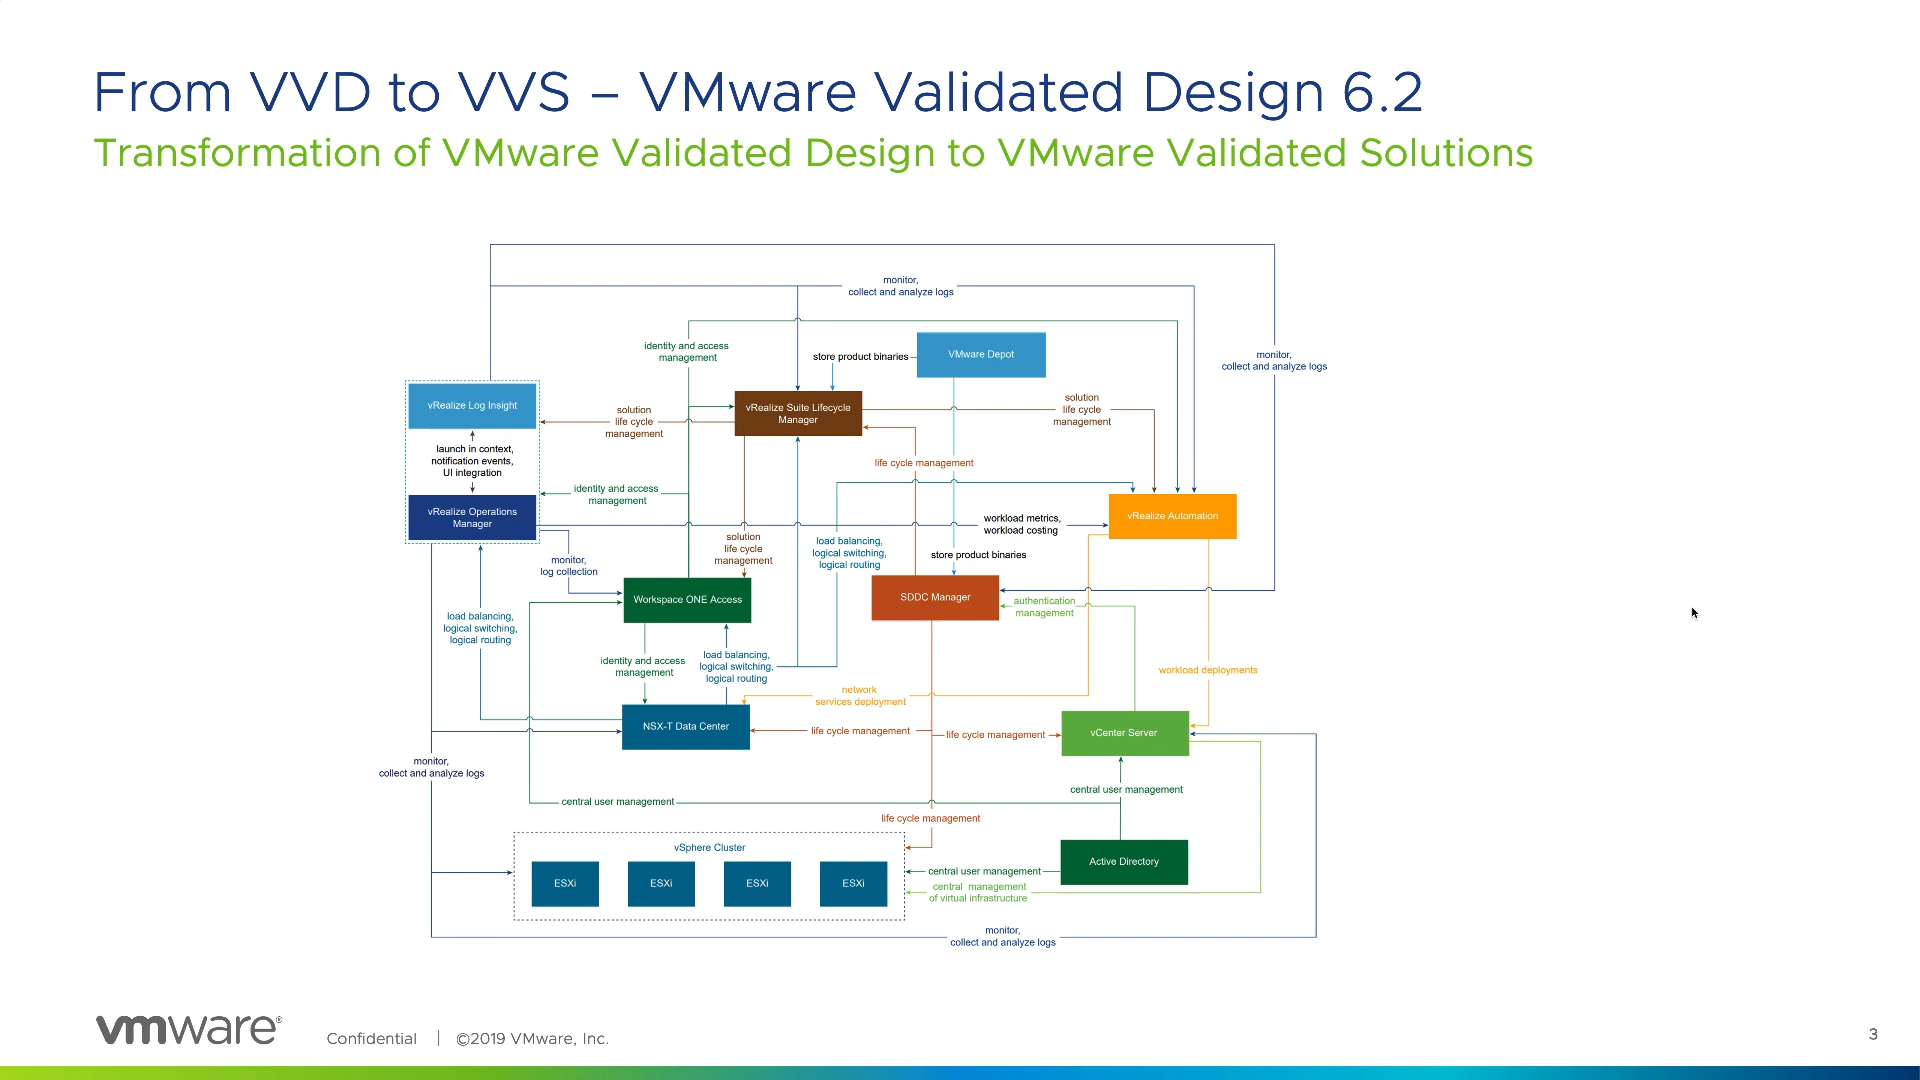 From VVD to VVS – VMware Validated Design 6.2
Transformation of VMware Validated Design to VMware Validated Solutions
monitor,
collect and analyze logs
identity and access
management
store product binaries
VMware Depot
monitor,
collect and analyze logs
vRealize Log Insight
solution
life cycle
management
vRealize Suite Lifecycle
Manager
solution
life cycle
management
launch in context,
notification events,
UI integration
life cycle management
identity and access
management
vRealize Operations
Manager
workload metrics,
workload costing
vRealize Automation
monitor,
log collection
solution
life cycle
management
load balancing,
logical switching,
logical routing
store product binaries
Workspace ONE Access
SDDC Manager
authentication
management
load balancing,
logical switching,
logical routing
identity and access
management
load balancing,
logical switching,
logical routing
workload deployments
network
services deployment
NSX-T Data Center
life cycle management
life cycle management
vCenter Server
monitor,
collect and analyze logs
central user management
central user management
life cycle management
vSphere Cluster
ESXi
ESXi
ESXi
ESXi
Active Directory
central user management
central management
of virtual infrastructure
monitor,
collect and analyze logs
vmware®
Confidential | ©2019 VMware, Inc.
3